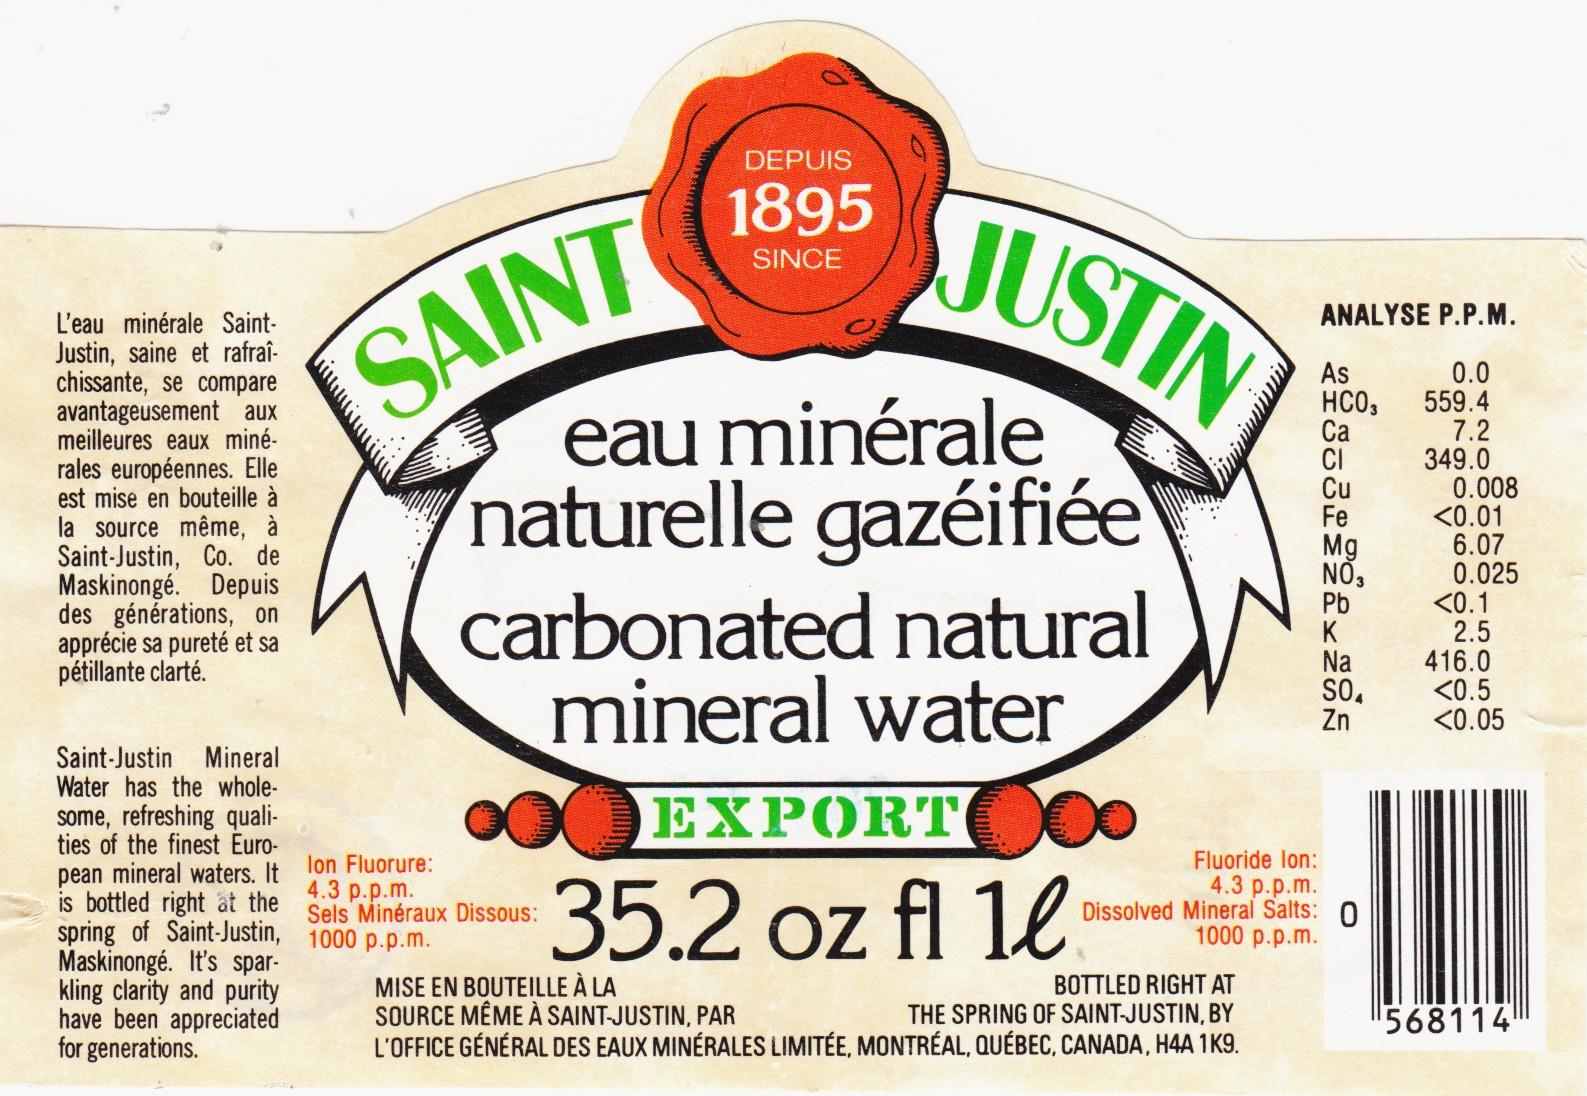 DEPUIS
1895
SINCE
SAINT JUSTIN
eau minérale
naturelle gazéifiée
carbonated natural
mineral water
EXPORT
35.2 oz fl 1ℓ
L'eau minérale Saint-
Justin, saine et rafraî-
chissante, se compare
avantageusement aux
meilleures eaux miné-
rales européennes. Elle
est mise en bouteille à
la source même, à
Saint-Justin, Co. de
Maskinongé. Depuis
des générations, on
apprécie sa pureté et sa
pétillante clarté.
Saint-Justin Mineral
Water has the whole-
some, refreshing quali-
ties of the finest Euro-
pean mineral waters. It
is bottled right at the
spring of Saint-Justin,
Maskinongé. It's spar-
kling clarity and purity
have been appreciated
for generations.
Ion Fluorure:
4.3 p.p.m.
Sels Minéraux Dissous:
1000 p.p.m.
Fluoride Ion:
4.3 p.p.m.
Dissolved Mineral Salts:
1000 p.p.m.
MISE EN BOUTEILLE À LA
SOURCE MÊME À SAINT-JUSTIN, PAR
BOTTLED RIGHT AT
THE SPRING OF SAINT-JUSTIN, BY
L'OFFICE GÉNÉRAL DES EAUX MINÉRALES LIMITÉE, MONTRÉAL, QUÉBEC, CANADA, H4A 1K9.
ANALYSE P.P.M.
As 0.0
HCO₃ 559.4
Ca 7.2
Cl 349.0
Cu 0.008
Fe <0.01
Mg 6.07
NO₃ 0.025
Pb <0.1
K 2.5
Na 416.0
SO₄ <0.5
Zn <0.05
0 568114